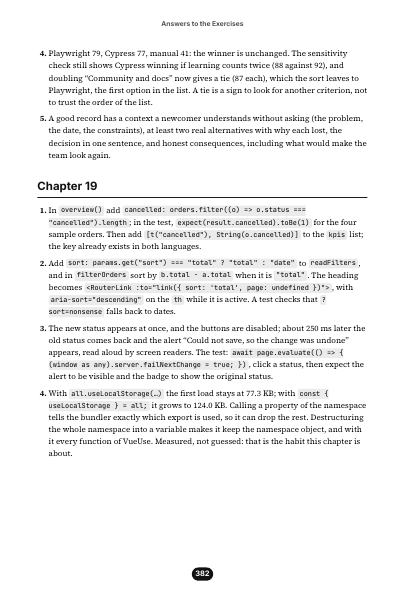 Answers to the Exercises
4. Playwright 79, Cypress 77, manual 41: the winner is unchanged. The sensitivity
check still shows Cypress winning if learning counts twice (88 against 92), and
doubling “Community and docs” now gives a tie (87 each), which the sort leaves to
Playwright, the first option in the list. A tie is a sign to look for another criterion, not
to trust the order of the list.
5. A good record has a context a newcomer understands without asking (the problem,
the date, the constraints), at least two real alternatives with why each lost, the
decision in one sentence, and honest consequences, including what would make the
team look again.
Chapter 19
1. In overview() add cancelled: orders.filter((o) => o.status ===
"cancelled").length; in the test, expect(result.cancelled).toBe(1) for the four
sample orders. Then add [t("cancelled"), String(o.cancelled)] to the kpis list;
the key already exists in both languages.
2. Add sort: params.get("sort") === "total" ? "total" : "date" to readFilters,
and in filterOrders sort by b.total - a.total when it is "total". The heading
becomes <RouterLink :to="link({ sort: 'total', page: undefined })">, with
aria-sort="descending" on the th while it is active. A test checks that ?
sort=nonsense falls back to dates.
3. The new status appears at once, and the buttons are disabled; about 250 ms later the
old status comes back and the alert “Could not save, so the change was undone”
appears, read aloud by screen readers. The test: await page.evaluate(() => {
(window as any).server.failNextChange = true; }), click a status, then expect the
alert to be visible and the badge to show the original status.
4. With all.useLocalStorage(…) the first load stays at 77.3 KB; with const {
useLocalStorage } = all; it grows to 124.0 KB. Calling a property of the namespace
tells the bundler exactly which export is used, so it can drop the rest. Destructuring
the whole namespace into a variable makes it keep the namespace object, and with
it every function of VueUse. Measured, not guessed: that is the habit this chapter is
about.
382